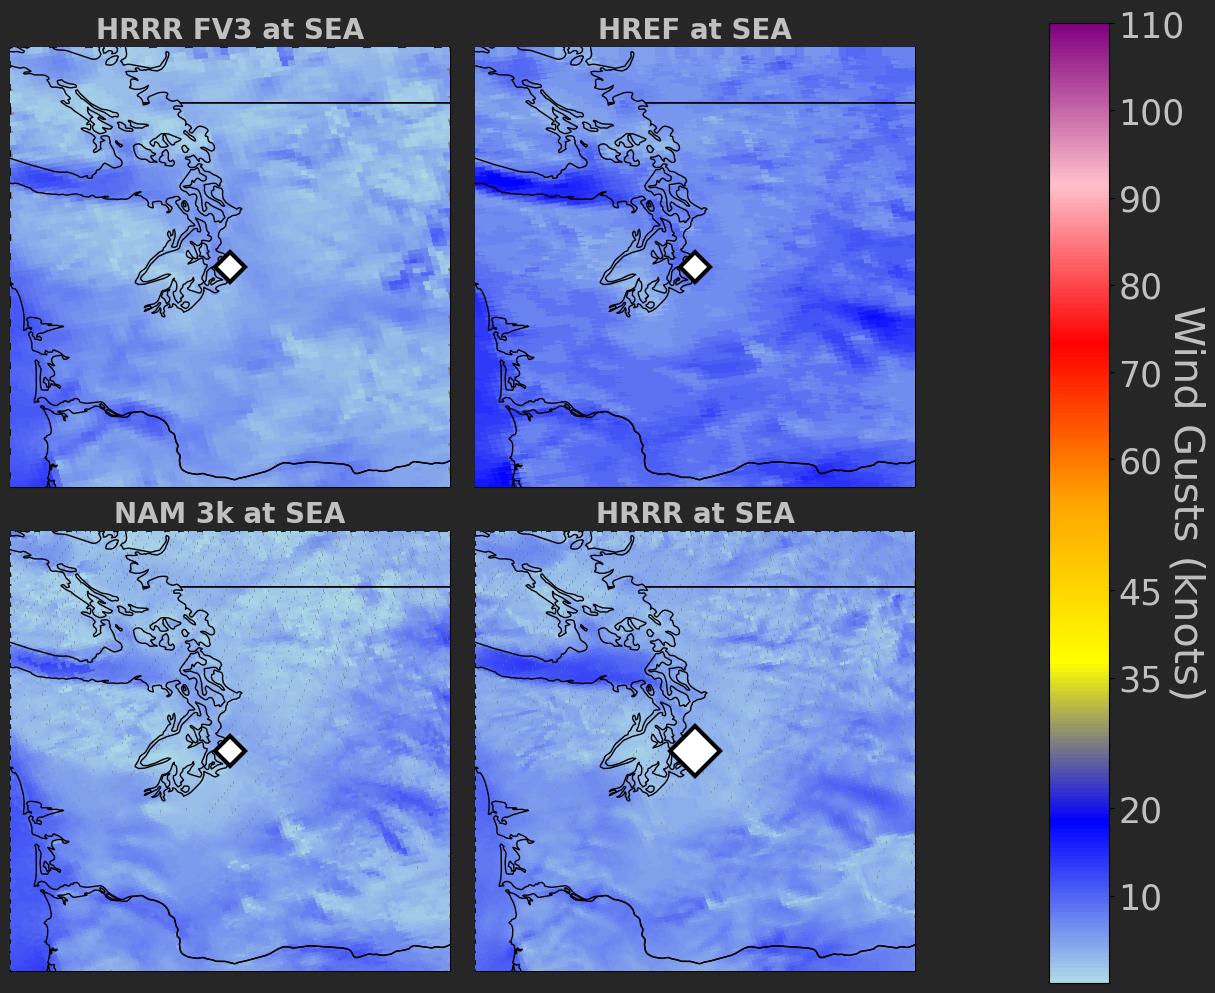 HRRR FV3 at SEA
HREF at SEA
NAM 3k at SEA
HRRR at SEA
110
100
90
80
70
60
45
35
20
10
Wind Gusts (knots)